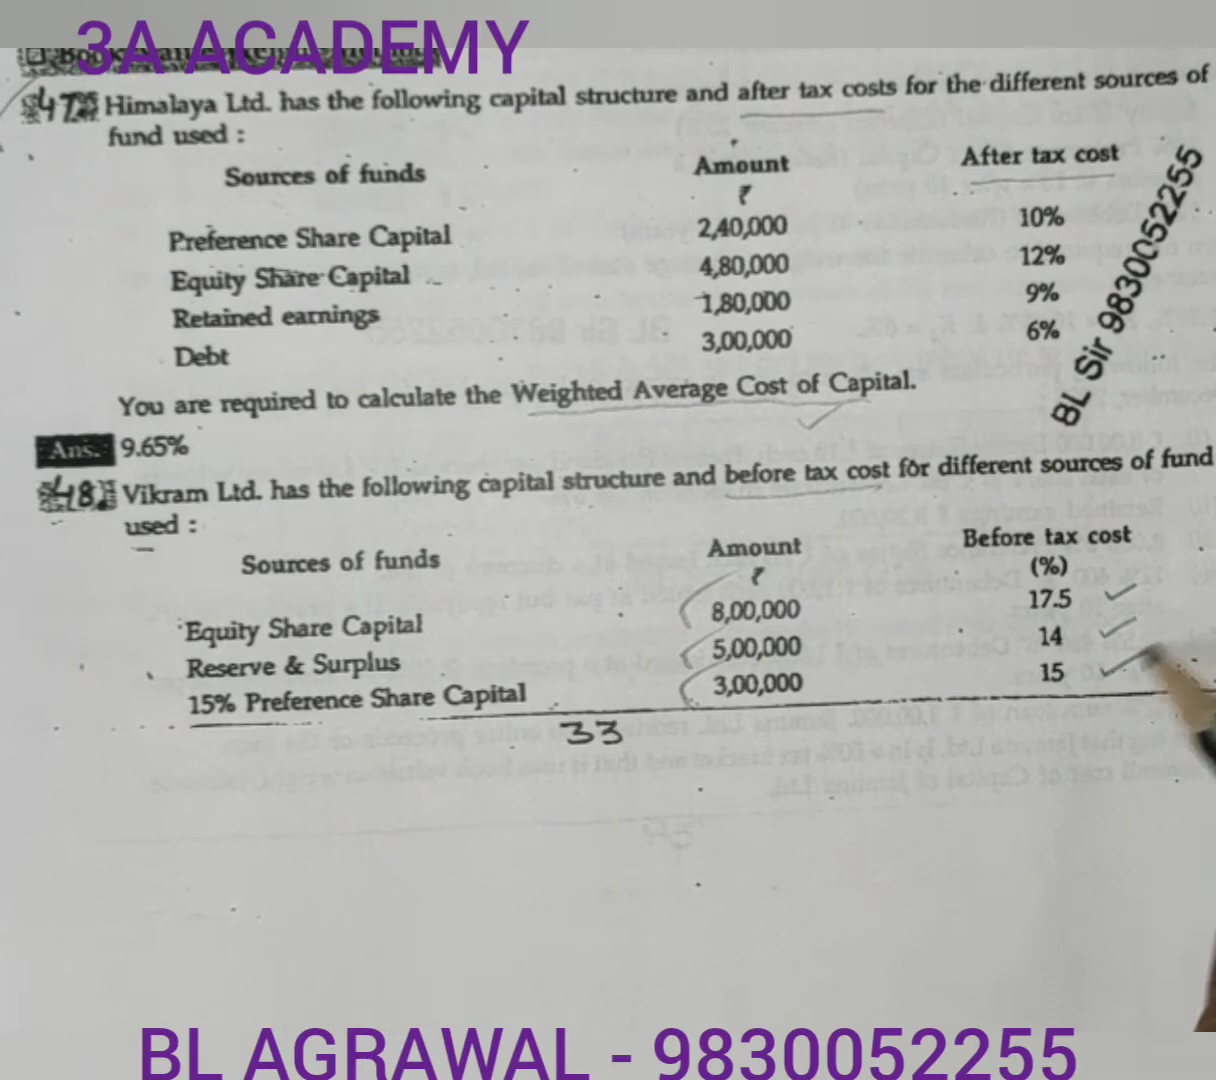 3A ACADEMY
47. Himalaya Ltd. has the following capital structure and after tax costs for the different sources of
fund used :
Sources of funds Amount After tax cost
₹
Preference Share Capital 2,40,000 10%
Equity Share Capital 4,80,000 12%
Retained earnings 1,80,000 9%
Debt 3,00,000 6%
You are required to calculate the Weighted Average Cost of Capital.
Ans. 9.65%
48. Vikram Ltd. has the following capital structure and before tax cost for different sources of fund
used :
Sources of funds Amount Before tax cost
₹ (%)
Equity Share Capital 8,00,000 17.5
Reserve & Surplus 5,00,000 14
15% Preference Share Capital 3,00,000 15
33
BL Sir 9830052255
BL AGRAWAL - 9830052255